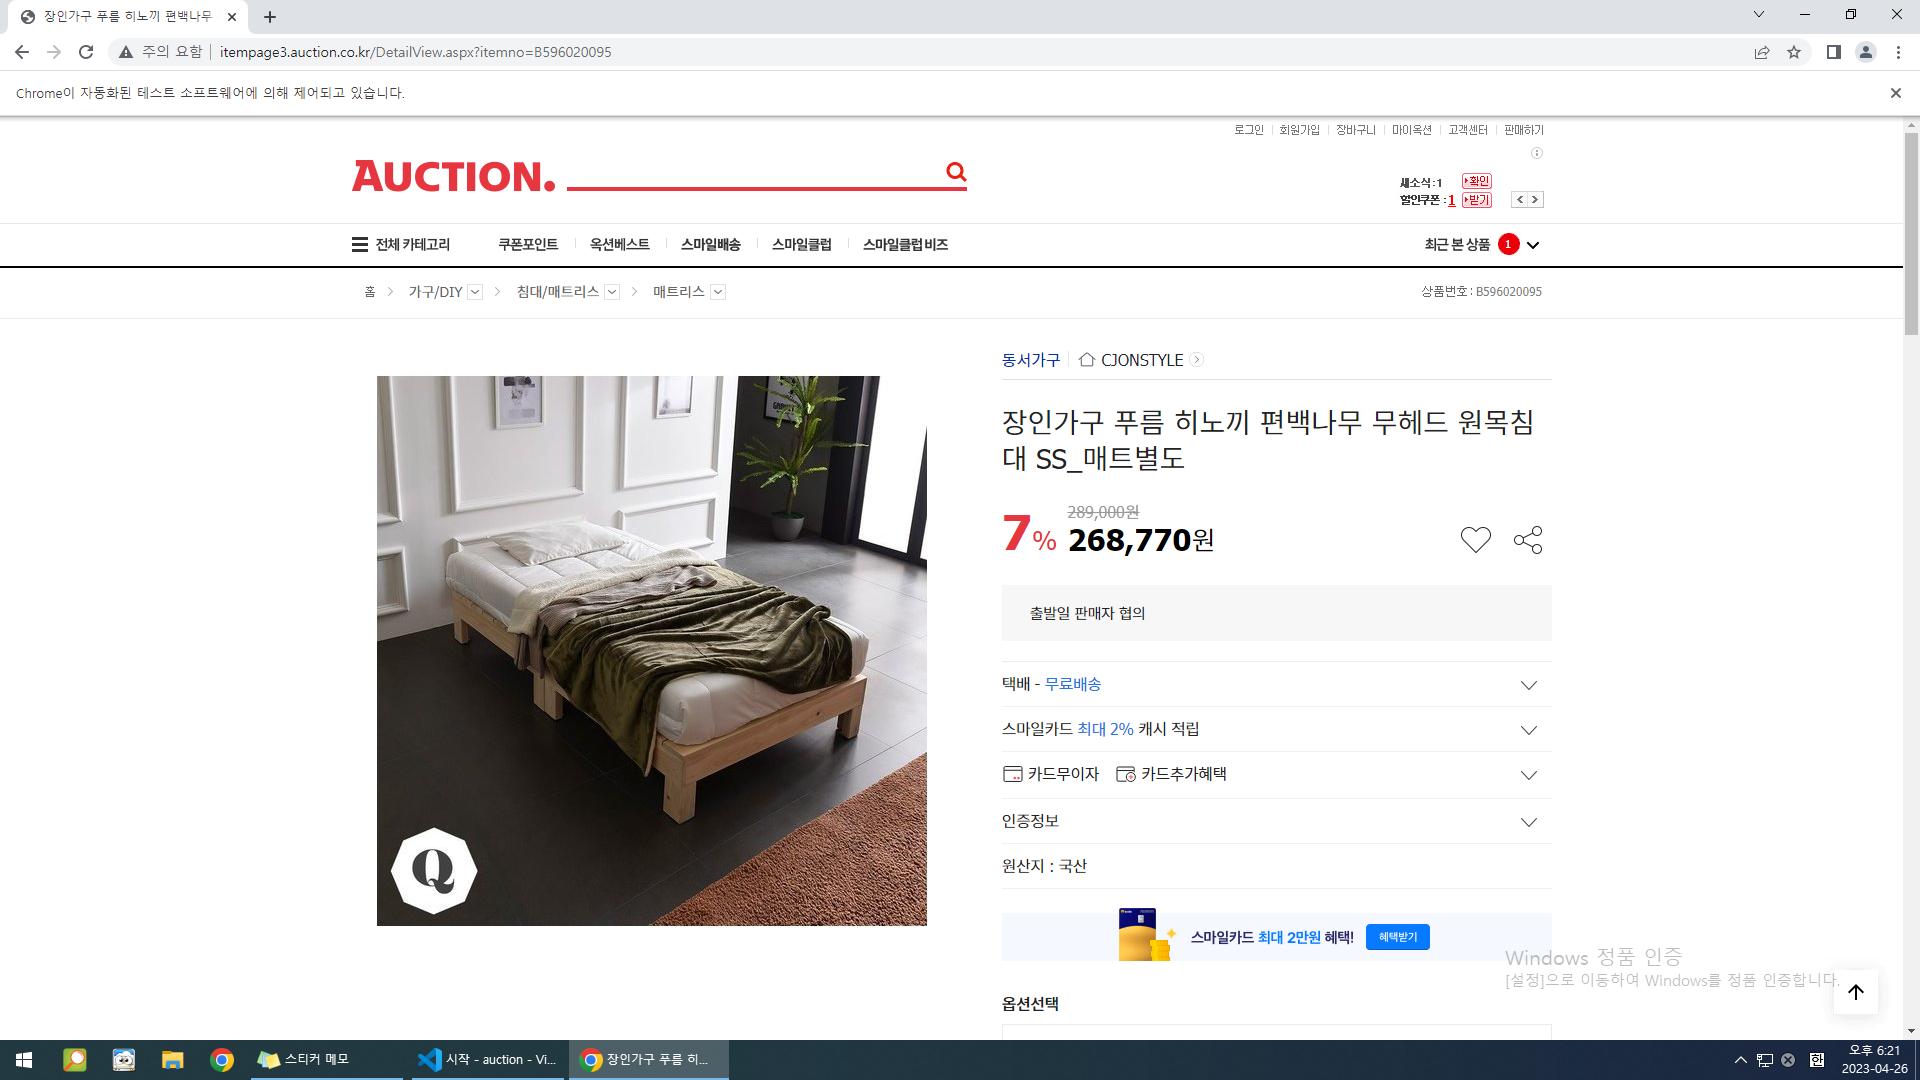 장인가구 푸름 히노끼 편백나무
주의 요함 itempage3.auction.co.kr/DetailView.aspx?itemno=B596020095
Chrome이 자동화된 테스트 소프트웨어에 의해 제어되고 있습니다.
로그인 회원가입 장바구니 마이옥션 고객센터 판매하기
AUCTION.
새소식:1 확인
할인쿠폰:1 받기
전체 카테고리 쿠폰포인트 옥션베스트 스마일배송 스마일클럽 스마일클럽비즈 최근 본 상품 1
홈 가구/DIY 침대/매트리스 매트리스 상품번호 : B596020095
동서가구 CJONSTYLE
장인가구 푸름 히노끼 편백나무 무헤드 원목침
대 SS_매트별도
289,000원
7% 268,770원
출발일 판매자 협의
택배 - 무료배송
스마일카드 최대 2% 캐시 적립
카드무이자 카드추가혜택
인증정보
원산지 : 국산
Q
스마일카드 최대 2만원 혜택! 혜택받기
Windows 정품 인증
[설정]으로 이동하여 Windows를 정품 인증합니다.
옵션선택
스티커 메모 시작 - auction - Vi... 장인가구 푸름 히... 한 오후 6:21
2023-04-26